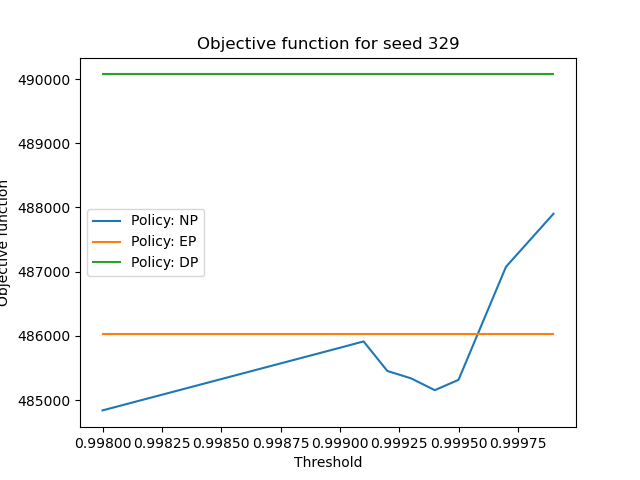 Objective function for seed 329
490000
489000
488000
487000
486000
485000
Objective function
Policy: NP
Policy: EP
Policy: DP
0.99800 0.99825 0.99850 0.99875 0.99900 0.99925 0.99950 0.99975
Threshold